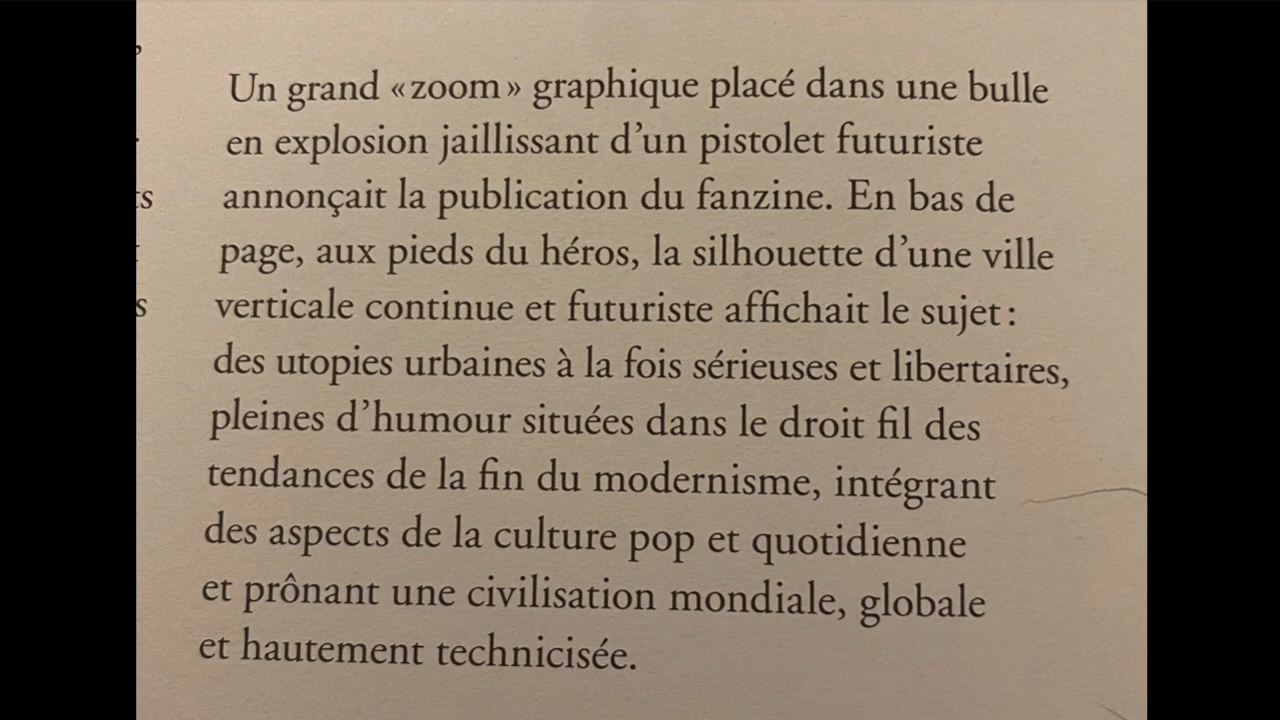 Un grand « zoom » graphique placé dans une bulle
en explosion jaillissant d’un pistolet futuriste
annonçait la publication du fanzine. En bas de
page, aux pieds du héros, la silhouette d’une ville
verticale continue et futuriste affichait le sujet :
des utopies urbaines à la fois sérieuses et libertaires,
pleines d’humour situées dans le droit fil des
tendances de la fin du modernisme, intégrant
des aspects de la culture pop et quotidienne
et prônant une civilisation mondiale, globale
et hautement technicisée.